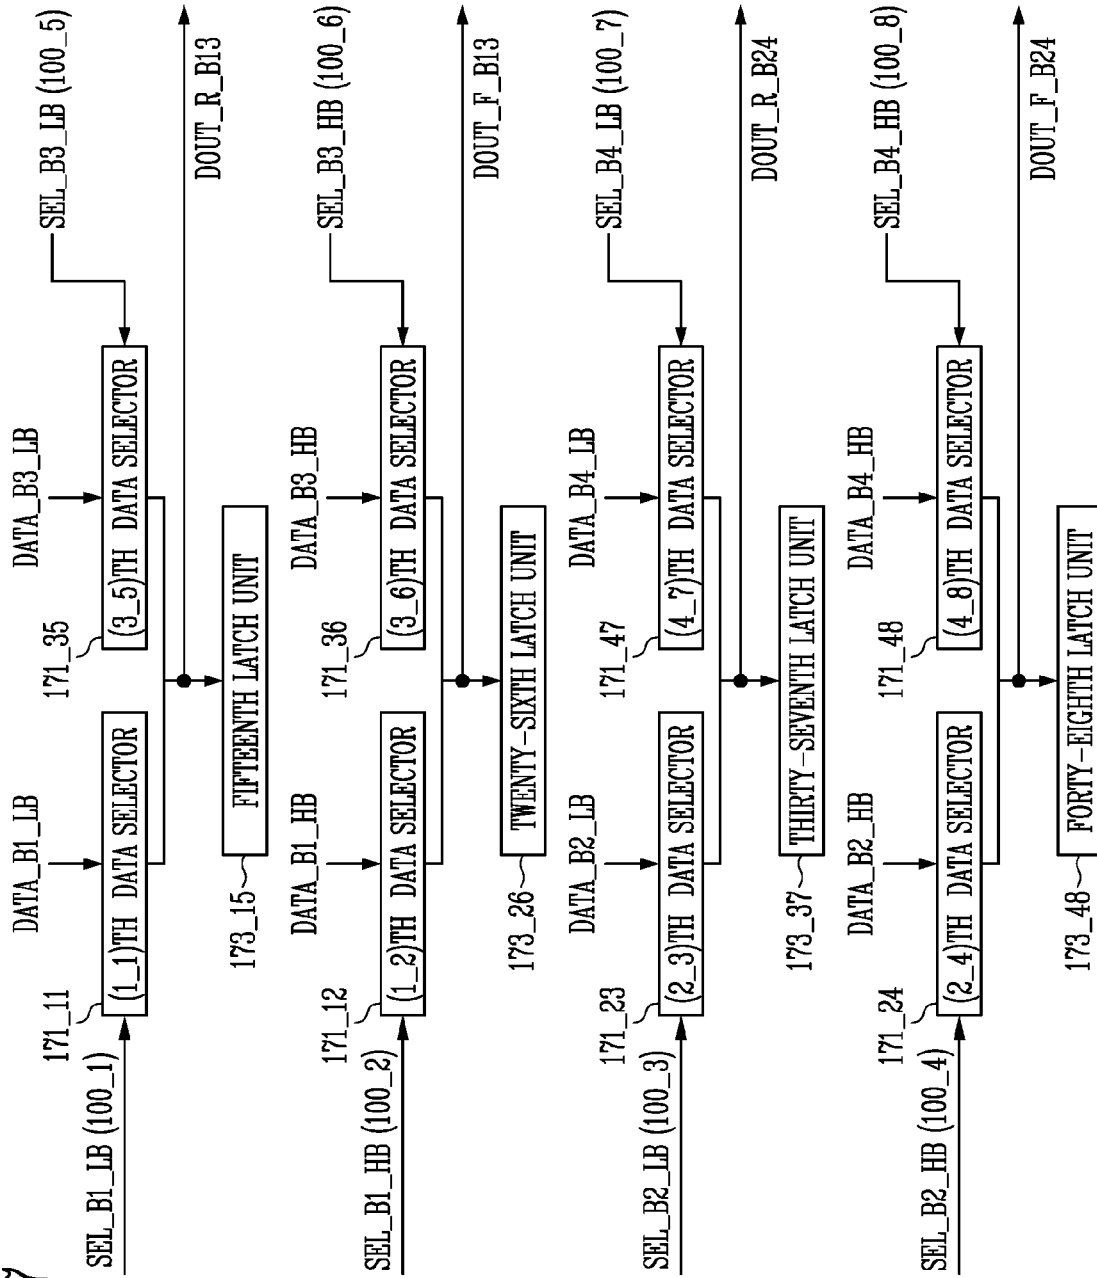 SEL_B1_LB (100_1)
171_11
(1_1)TH DATA SELECTOR
DATA_B1_LB
173_15
FIFTEENTH LATCH UNIT
171_35
(3_5)TH DATA SELECTOR
DATA_B3_LB
SEL_B3_LB (100_5)
DOUT_R_B13
SEL_B1_HB (100_2)
171_12
(1_2)TH DATA SELECTOR
DATA_B1_HB
173_26
TWENTY-SIXTH LATCH UNIT
171_36
(3_6)TH DATA SELECTOR
DATA_B3_HB
SEL_B3_HB (100_6)
DOUT_F_B13
SEL_B2_LB (100_3)
171_23
(2_3)TH DATA SELECTOR
DATA_B2_LB
173_37
THIRTY-SEVENTH LATCH UNIT
171_47
(4_7)TH DATA SELECTOR
DATA_B4_LB
SEL_B4_LB (100_7)
DOUT_R_B24
SEL_B2_HB (100_4)
171_24
(2_4)TH DATA SELECTOR
DATA_B2_HB
173_48
FORTY-EIGHTH LATCH UNIT
171_48
(4_8)TH DATA SELECTOR
DATA_B4_HB
SEL_B4_HB (100_8)
DOUT_F_B24